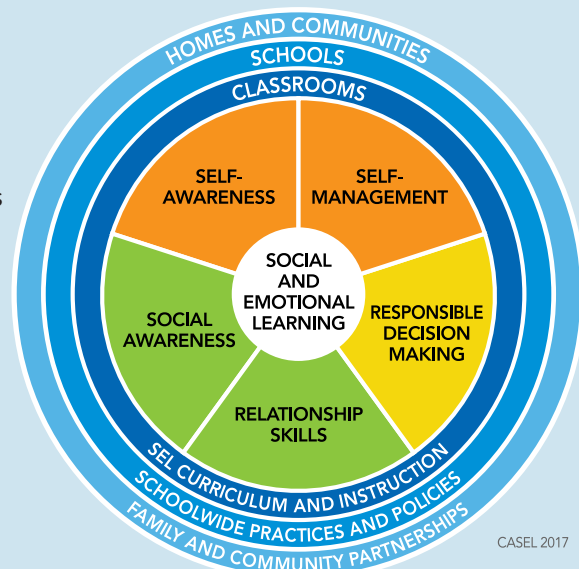 HOMES AND COMMUNITIES
SCHOOLS
CLASSROOMS
SELF-
AWARENESS
SELF-
MANAGEMENT
S
SOCIAL
AND
EMOTIONAL
LEARNING
SOCIAL
AWARENESS
RESPONSIBLE
DECISION
MAKING
RELATIONSHIP
SKILLS
SEL CURRICULUM AND INSTRUCTION
SCHOOLWIDE PRACTICES AND POLICIES
FAMILY AND COMMUNITY PARTNERSHIPS
CASEL 2017